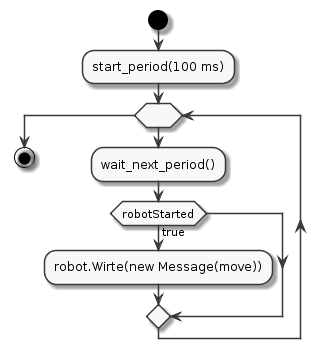 start_period(100 ms)
wait_next_period()
robotStarted
true
robot.Wirte(new Message(move))